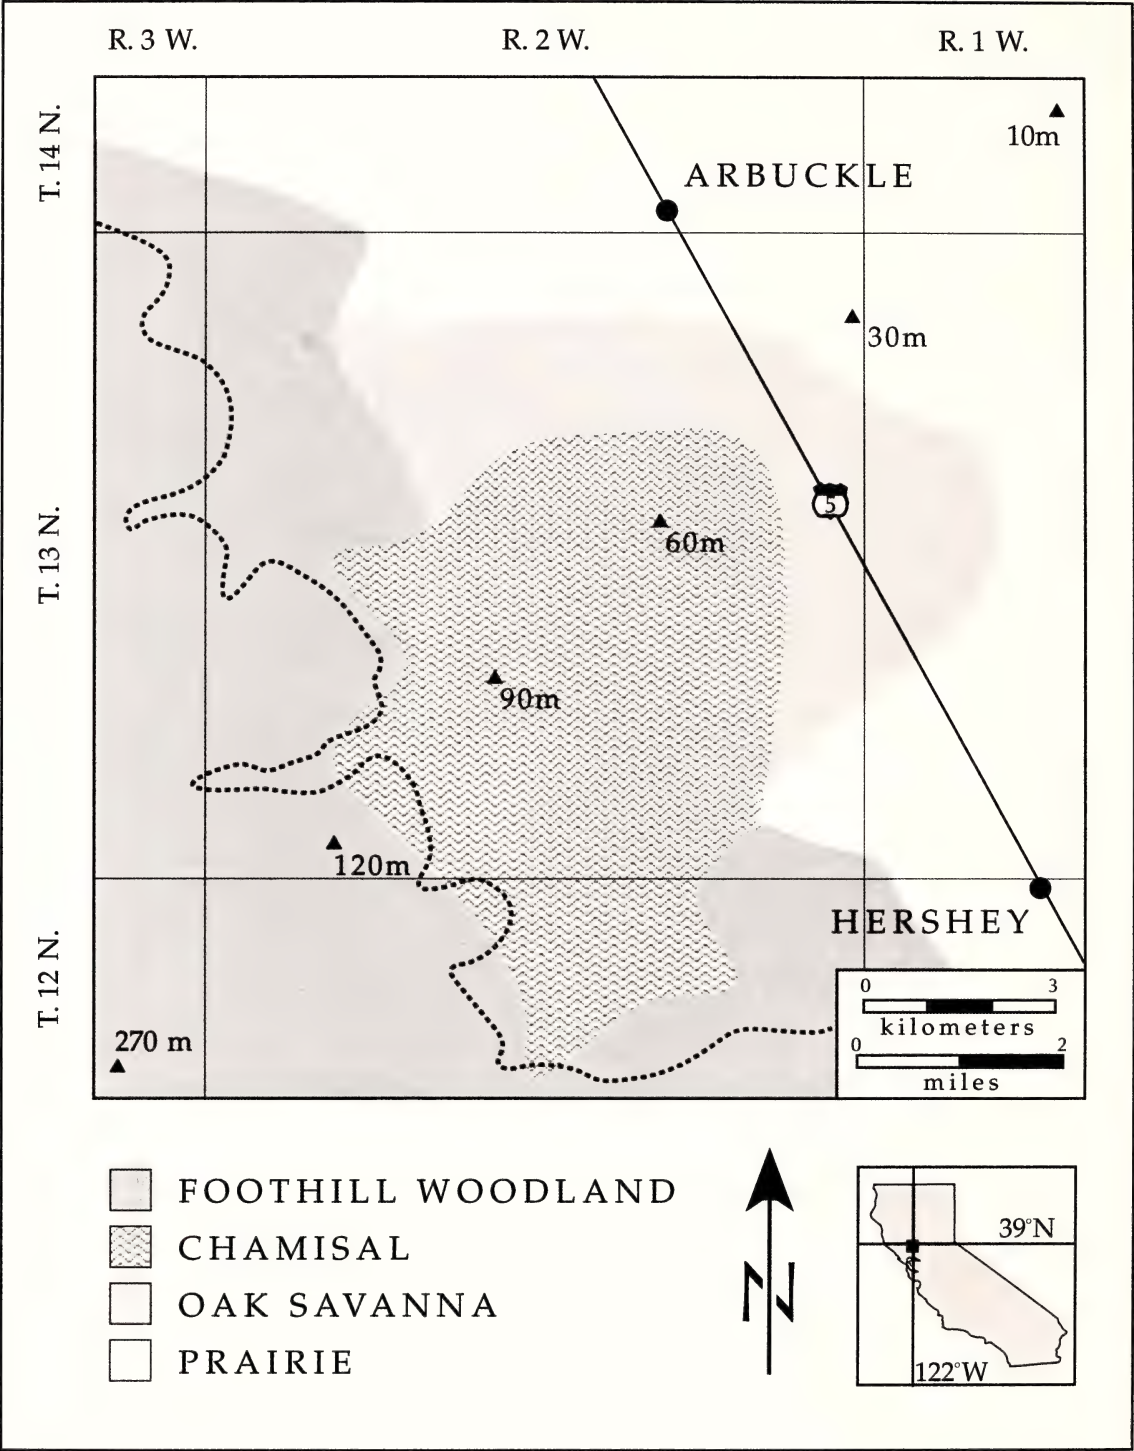 R. 3 W. R. 2 W. R. 1 W.
T. 14 N.
10m
ARBUCKLE
30m
T. 13 N.
5
60m
90m
120m
HERSHEY
T. 12 N.
270 m
0 3
kilometers
0 2
miles
FOOTHILL WOODLAND
CHAMISAL
OAK SAVANNA
PRAIRIE
N
39°N
122°W